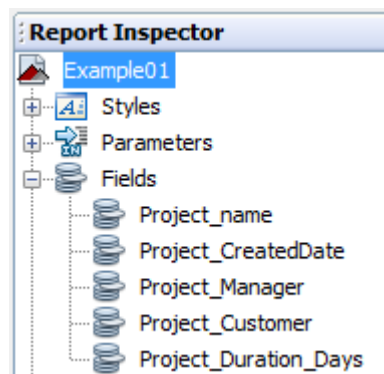 Report Inspector
Example01
Styles
Parameters
Fields
Project_name
Project_CreatedDate
Project_Manager
Project_Customer
Project_Duration_Days